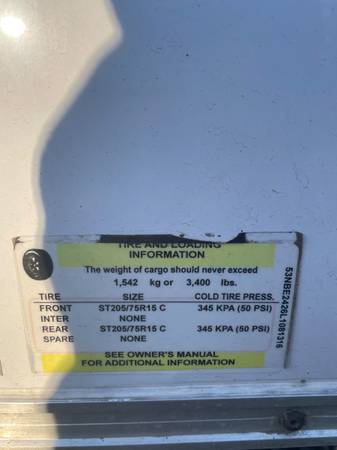 TIRE AND LOADING
INFORMATION
The weight of cargo should never exceed
1,542 kg or 3,400 lbs.
TIRE SIZE COLD TIRE PRESS.
FRONT ST205/75R15 C 345 KPA (50 PSI)
INTER NONE
REAR ST205/75R15 C 345 KPA (50 PSI)
SPARE NONE
SEE OWNER'S MANUAL
FOR ADDITIONAL INFORMATION
53NBE2426L1081316